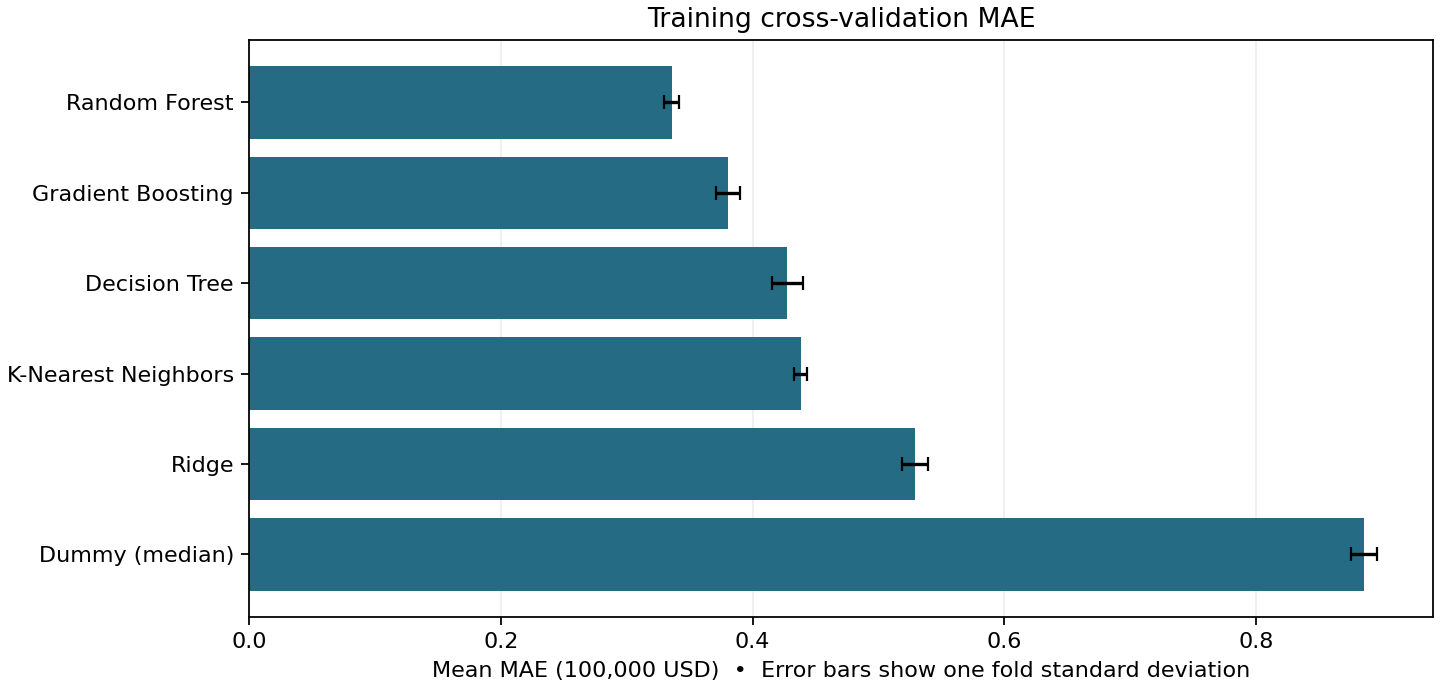 Training cross-validation MAE
Random Forest
Gradient Boosting
Decision Tree
K-Nearest Neighbors
Ridge
Dummy (median)
0.0 0.2 0.4 0.6 0.8
Mean MAE (100,000 USD) • Error bars show one fold standard deviation